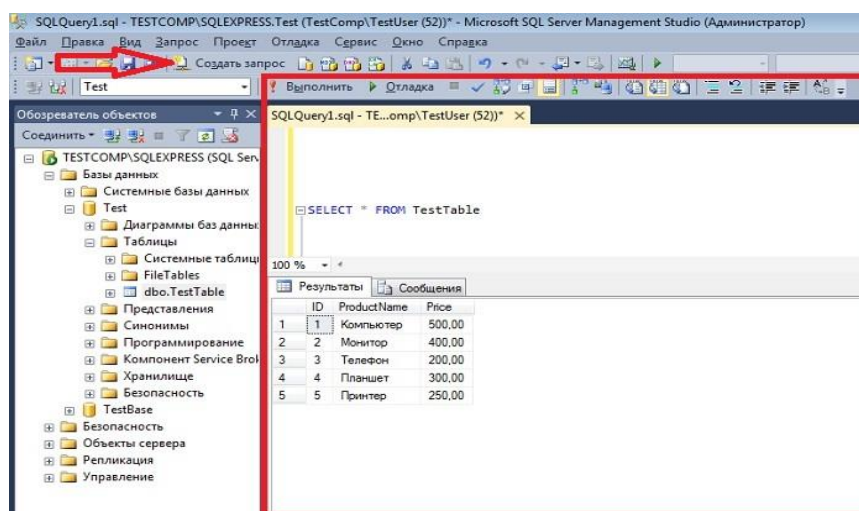 SQLQuery1.sql - TESTCOMP\SQLEXPRESS.Test (TestComp\TestUser (52))* - Microsoft SQL Server Management Studio (Администратор)
Файл Правка Вид Запрос Проект Отладка Сервис Окно Справка
Создать запрос
Test
Выполнить Отладка
Обозреватель объектов
SQLQuery1.sql - TE...omp\TestUser (52))*
Соединить
TESTCOMP\SQLEXPRESS (SQL Serv
Базы данных
Системные базы данных
Test
Диаграммы баз данны
Таблицы
Системные таблиц
FileTables
dbo.TestTable
Представления
Синонимы
Программирование
Компонент Service Brok
Хранилище
Безопасность
TestBase
Безопасность
Объекты сервера
Репликация
Управление
SELECT * FROM TestTable
100 %
Результаты Сообщения
ID ProductName Price
1 1 Компьютер 500,00
2 2 Монитор 400,00
3 3 Телефон 200,00
4 4 Планшет 300,00
5 5 Принтер 250,00